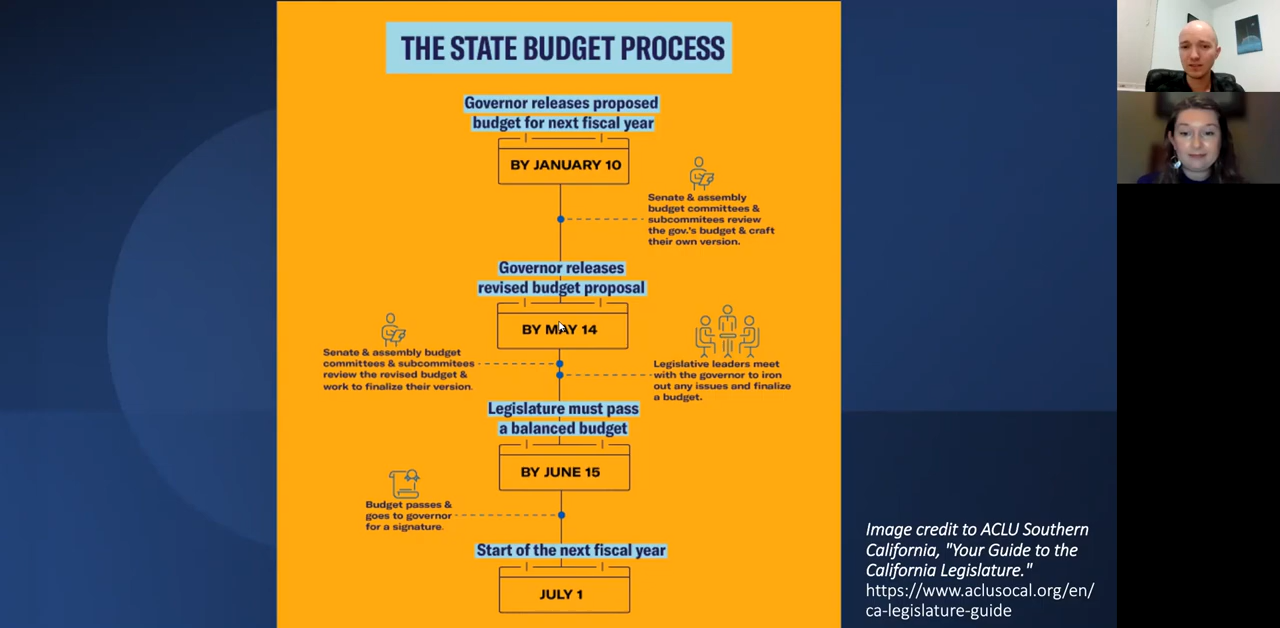 THE STATE BUDGET PROCESS
Governor releases proposed
budget for next fiscal year
BY JANUARY 10
Senate & assembly
budget committees &
subcommitees review
the gov.'s budget & craft
their own version.
Governor releases
revised budget proposal
BY MAY 14
Senate & assembly budget
committees & subcommitees
review the revised budget &
work to finalize their version.
Legislative leaders meet
with the governor to iron
out any issues and finalize
a budget.
Legislature must pass
a balanced budget
BY JUNE 15
Budget passes &
goes to governor
for a signature.
Start of the next fiscal year
JULY 1
Image credit to ACLU Southern
California, "Your Guide to the
California Legislature."
https://www.aclusocal.org/en/
ca-legislature-guide